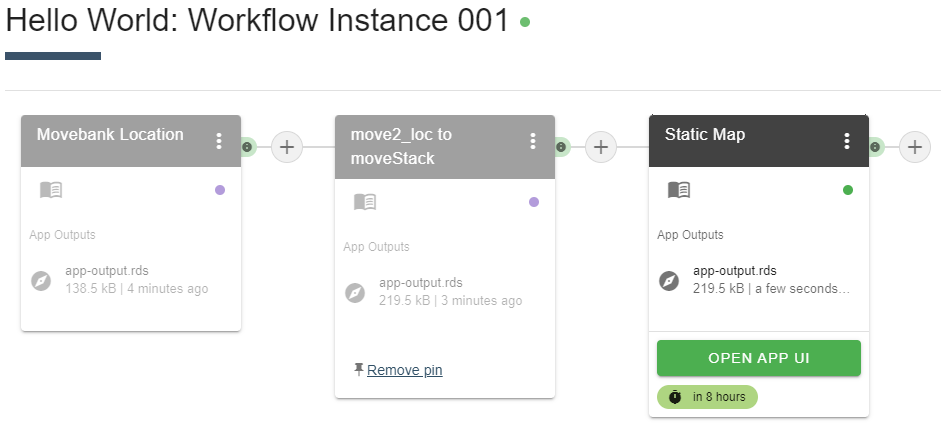 Hello World: Workflow Instance 001
Movebank Location
App Outputs
app-output.rds
138.5 kB | 4 minutes ago
move2_loc to
moveStack
App Outputs
app-output.rds
219.5 kB | 3 minutes ago
Remove pin
Static Map
App Outputs
app-output.rds
219.5 kB | a few seconds...
OPEN APP UI
in 8 hours